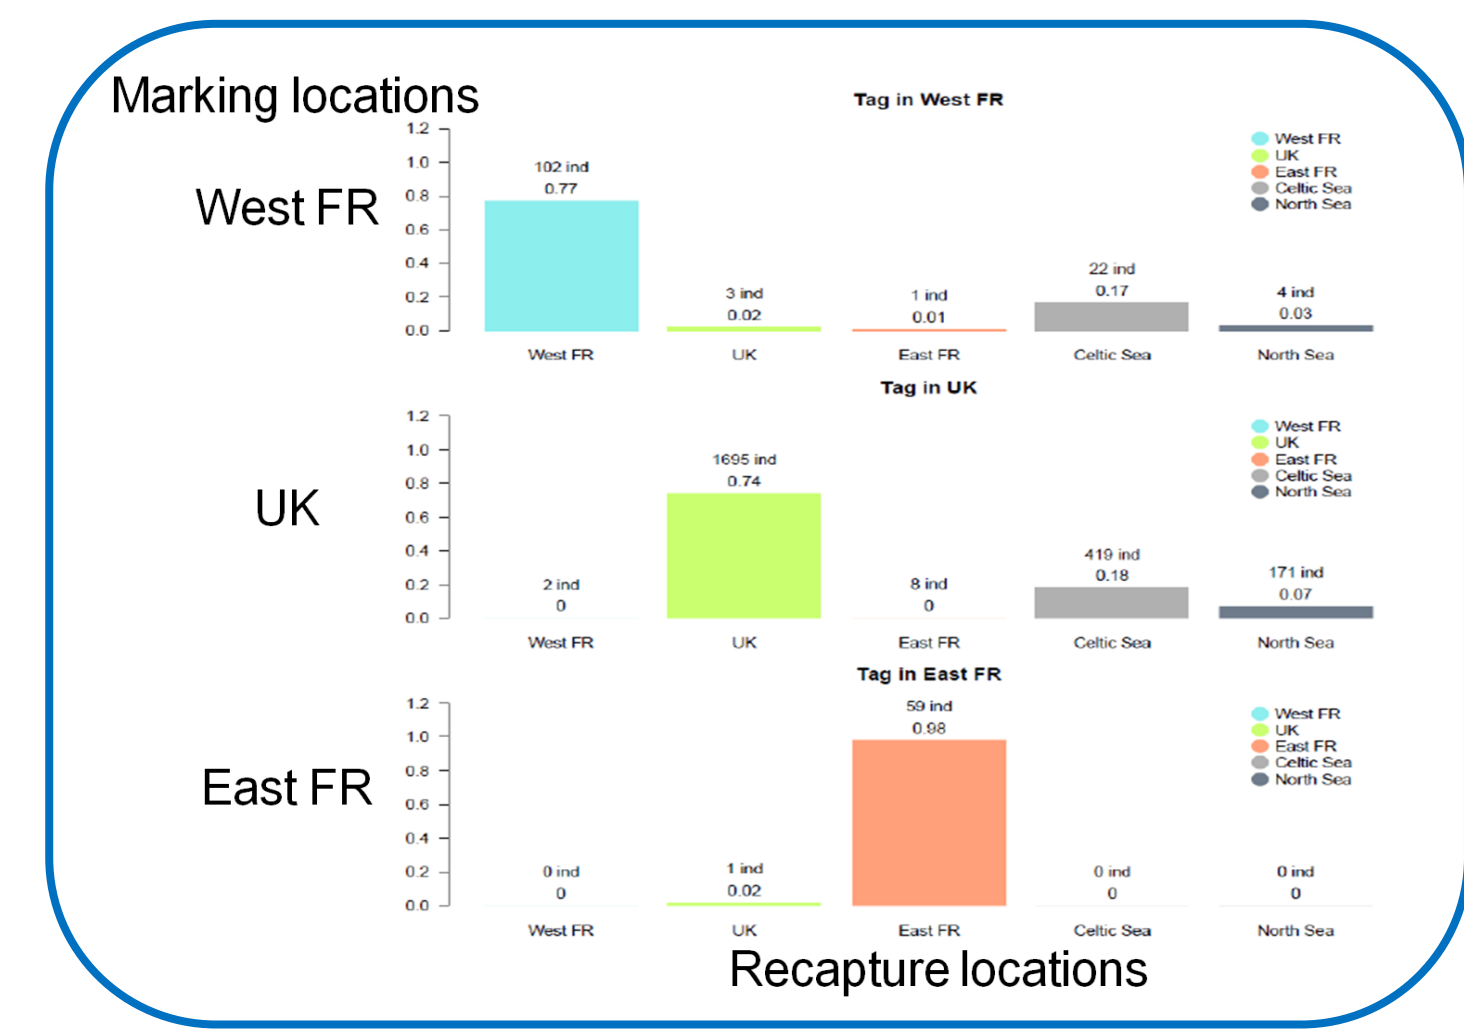 Marking locations
Tag in West FR
1.2
1.0
0.8
0.6
0.4
0.2
0.0
West FR
102 ind
0.77
3 ind
0.02
1 ind
0.01
22 ind
0.17
4 ind
0.03
West FR
UK
East FR
Celtic Sea
North Sea
West FR UK East FR Celtic Sea North Sea
Tag in UK
1.2
1.0
0.8
0.6
0.4
0.2
0.0
UK
2 ind
0
1695 ind
0.74
8 ind
0
419 ind
0.18
171 ind
0.07
West FR
UK
East FR
Celtic Sea
North Sea
West FR UK East FR Celtic Sea North Sea
Tag in East FR
1.2
1.0
0.8
0.6
0.4
0.2
0.0
East FR
0 ind
0
1 ind
0.02
59 ind
0.98
0 ind
0
0 ind
0
West FR
UK
East FR
Celtic Sea
North Sea
West FR UK East FR Celtic Sea North Sea
Recapture locations